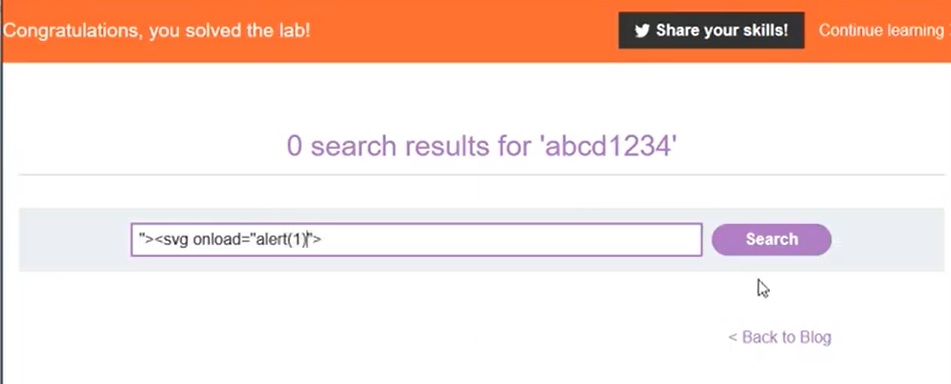 Congratulations, you solved the lab!
Share your skills!
Continue learning
0 search results for 'abcd1234'
"><svg onload="alert(1)">
Search
< Back to Blog